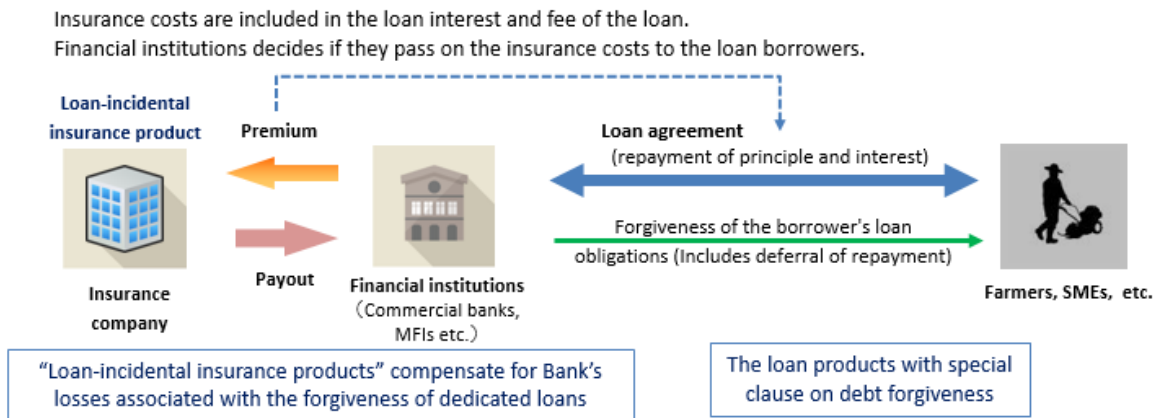 Insurance costs are included in the loan interest and fee of the loan.
Financial institutions decides if they pass on the insurance costs to the loan borrowers.
Loan-incidental
insurance product
Premium
Loan agreement
(repayment of principle and interest)
Payout
Forgiveness of the borrower's loan
obligations (Includes deferral of repayment)
Insurance
company
Financial institutions
（Commercial banks,
MFIs etc.）
Farmers, SMEs, etc.
“Loan-incidental insurance products” compensate for Bank’s
losses associated with the forgiveness of dedicated loans
The loan products with special
clause on debt forgiveness